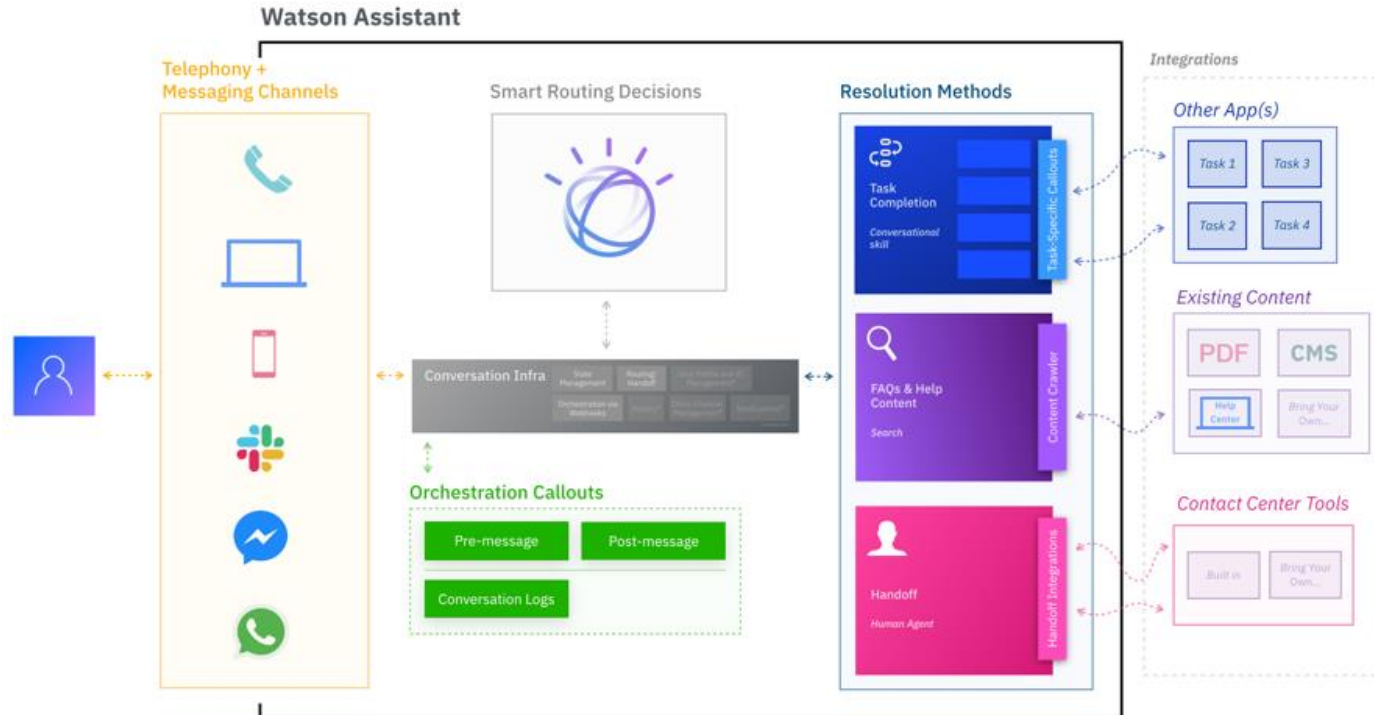 Watson Assistant
Telephony +
Messaging Channels
Smart Routing Decisions
Conversation Infra
State
Management
Routing/
Handoff
Orchestration via
Webhooks
Orchestration Callouts
Pre-message
Post-message
Conversation Logs
Resolution Methods
Task
Completion
Conversational
skill
Task-Specific Callouts
FAQs & Help
Content
Search
Content Crawler
Handoff
Human Agent
Handoff Integrations
Integrations
Other App(s)
Task 1
Task 3
Task 2
Task 4
Existing Content
PDF
CMS
Help
Center
Bring Your
Own...
Contact Center Tools
Built in
Bring Your
Own...